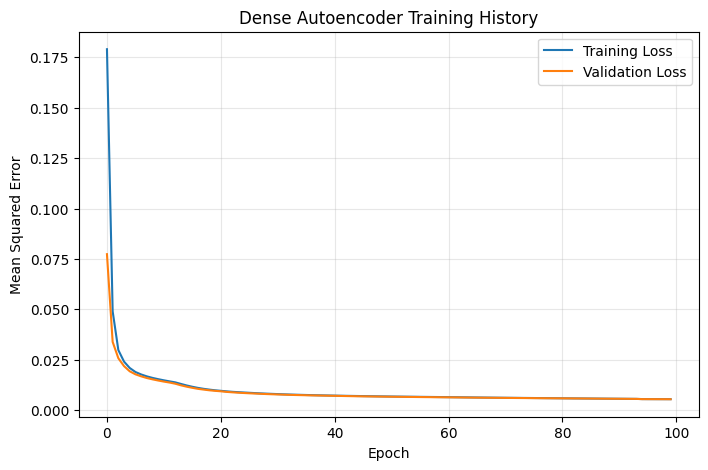 Dense Autoencoder Training History
Training Loss
Validation Loss
Mean Squared Error
0.175
0.150
0.125
0.100
0.075
0.050
0.025
0.000
0 20 40 60 80 100
Epoch